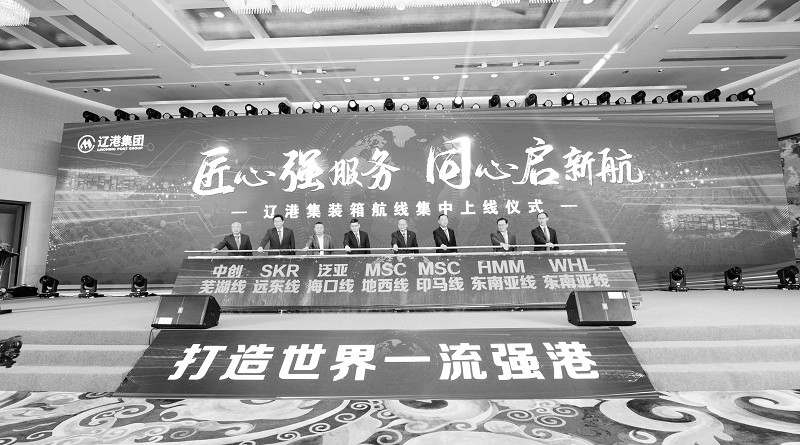 辽港集团
LIAONING PORT GROUP
匠心强服务 同心启新航
— 辽港集装箱航线集中上线仪式 —
中创 SKR 泛亚 MSC MSC HMM WHL
芜湖线 远东线 海口线 地西线 印马线 东南亚线 东南亚线
打造世界一流强港